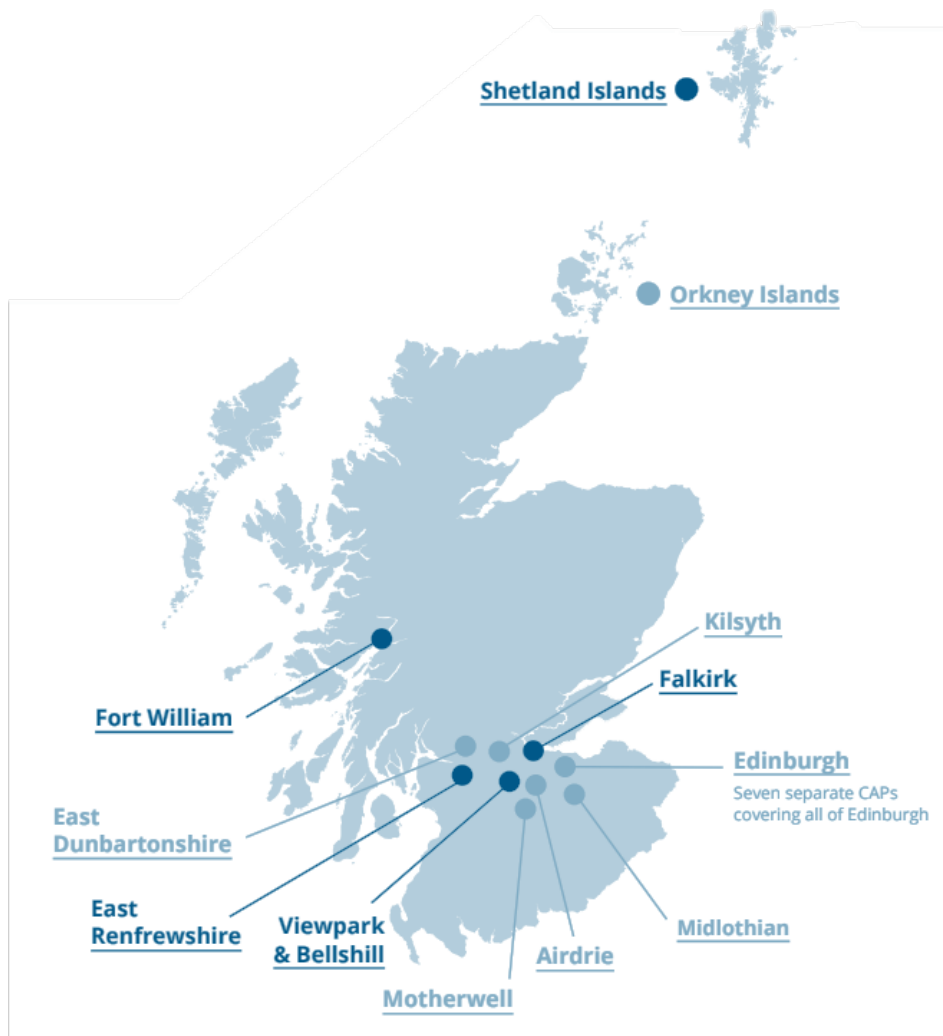 Shetland Islands
Orkney Islands
Kilsyth
Falkirk
Fort William
Edinburgh
Seven separate CAPs
covering all of Edinburgh
East
Dunbartonshire
East
Renfrewshire
Viewpark
& Bellshill
Midlothian
Airdrie
Motherwell